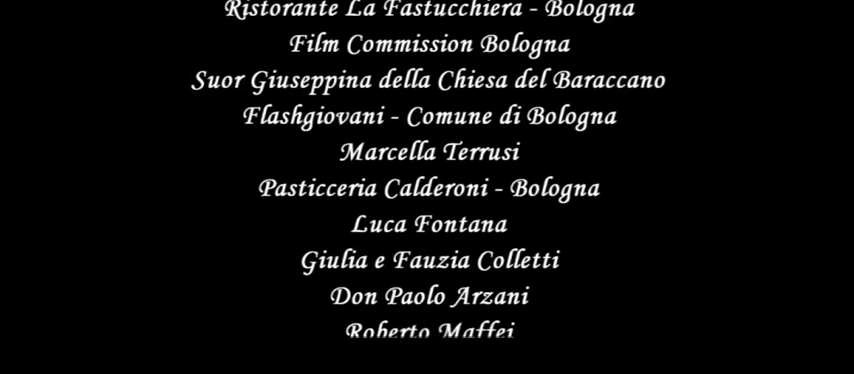 Ristorante La Fastucchiera - Bologna
Film Commission Bologna
Suor Giuseppina della Chiesa del Baraccano
Flashgiovani - Comune di Bologna
Marcella Terrusi
Pasticceria Calderoni - Bologna
Luca Fontana
Giulia e Fauzia Colletti
Don Paolo Arzani
Roberto Maffei